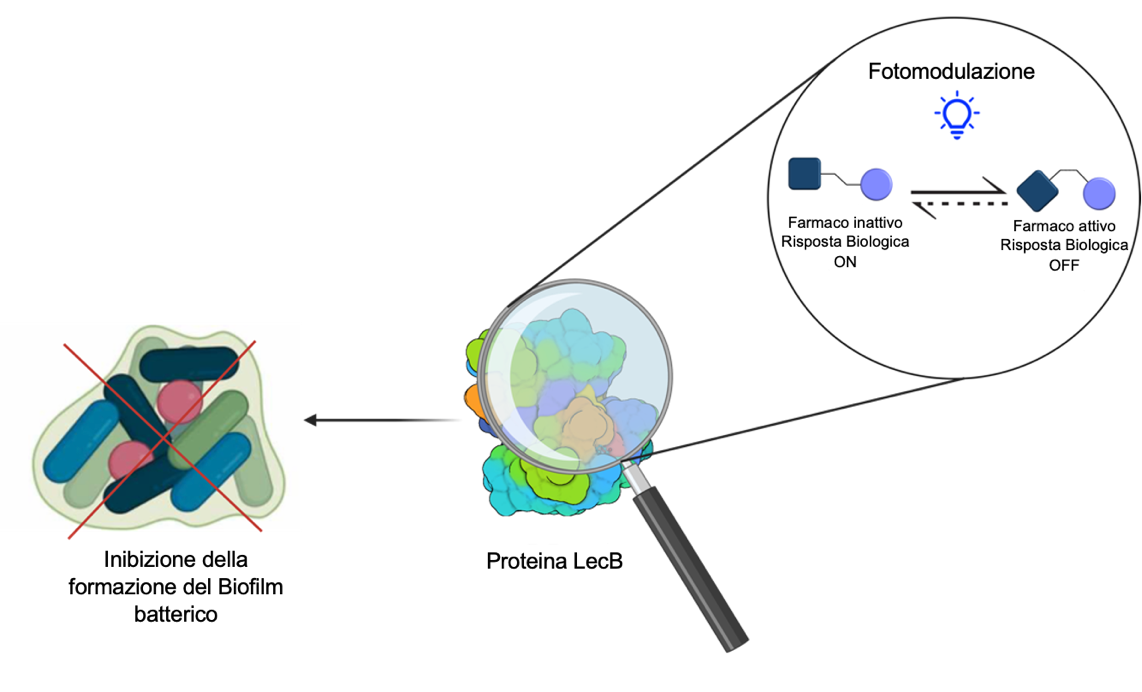 Fotomodulazione
Farmaco inattivo
Risposta Biologica
ON
Farmaco attivo
Risposta Biologica
OFF
Proteina LecB
Inibizione della
formazione del Biofilm
batterico